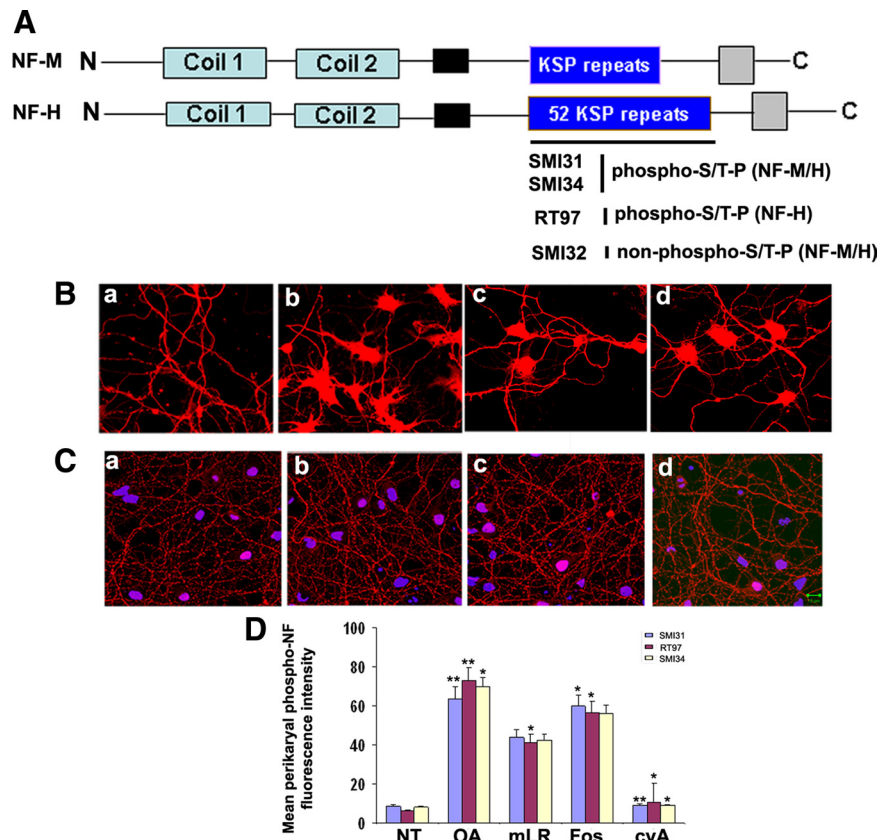 A
NF-M N Coil 1 Coil 2 KSP repeats C
NF-H N Coil 1 Coil 2 52 KSP repeats C
SMI31
SMI34
phospho-S/T-P (NF-M/H)
RT97 phospho-S/T-P (NF-H)
SMI32 non-phospho-S/T-P (NF-M/H)
B a b c d
C a b c d
D
Mean perikaryal phospho-NF
fluorescence intensity
100
80
60
40
20
0
SMI31
RT97
SMI34
** ** *
*
* *
** * *
NT OA mLR Fos cyA